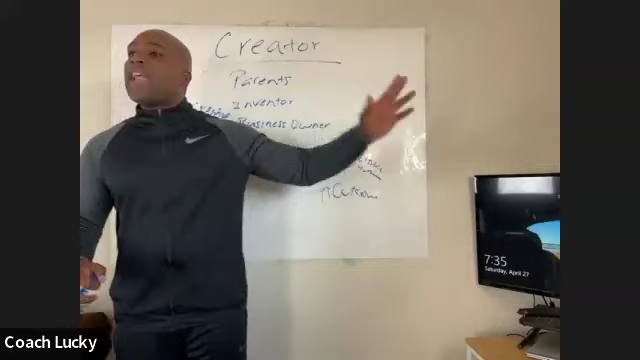 Creator
Parents
Inventor
Business Owner
7:35
Saturday, April 27
Coach Lucky